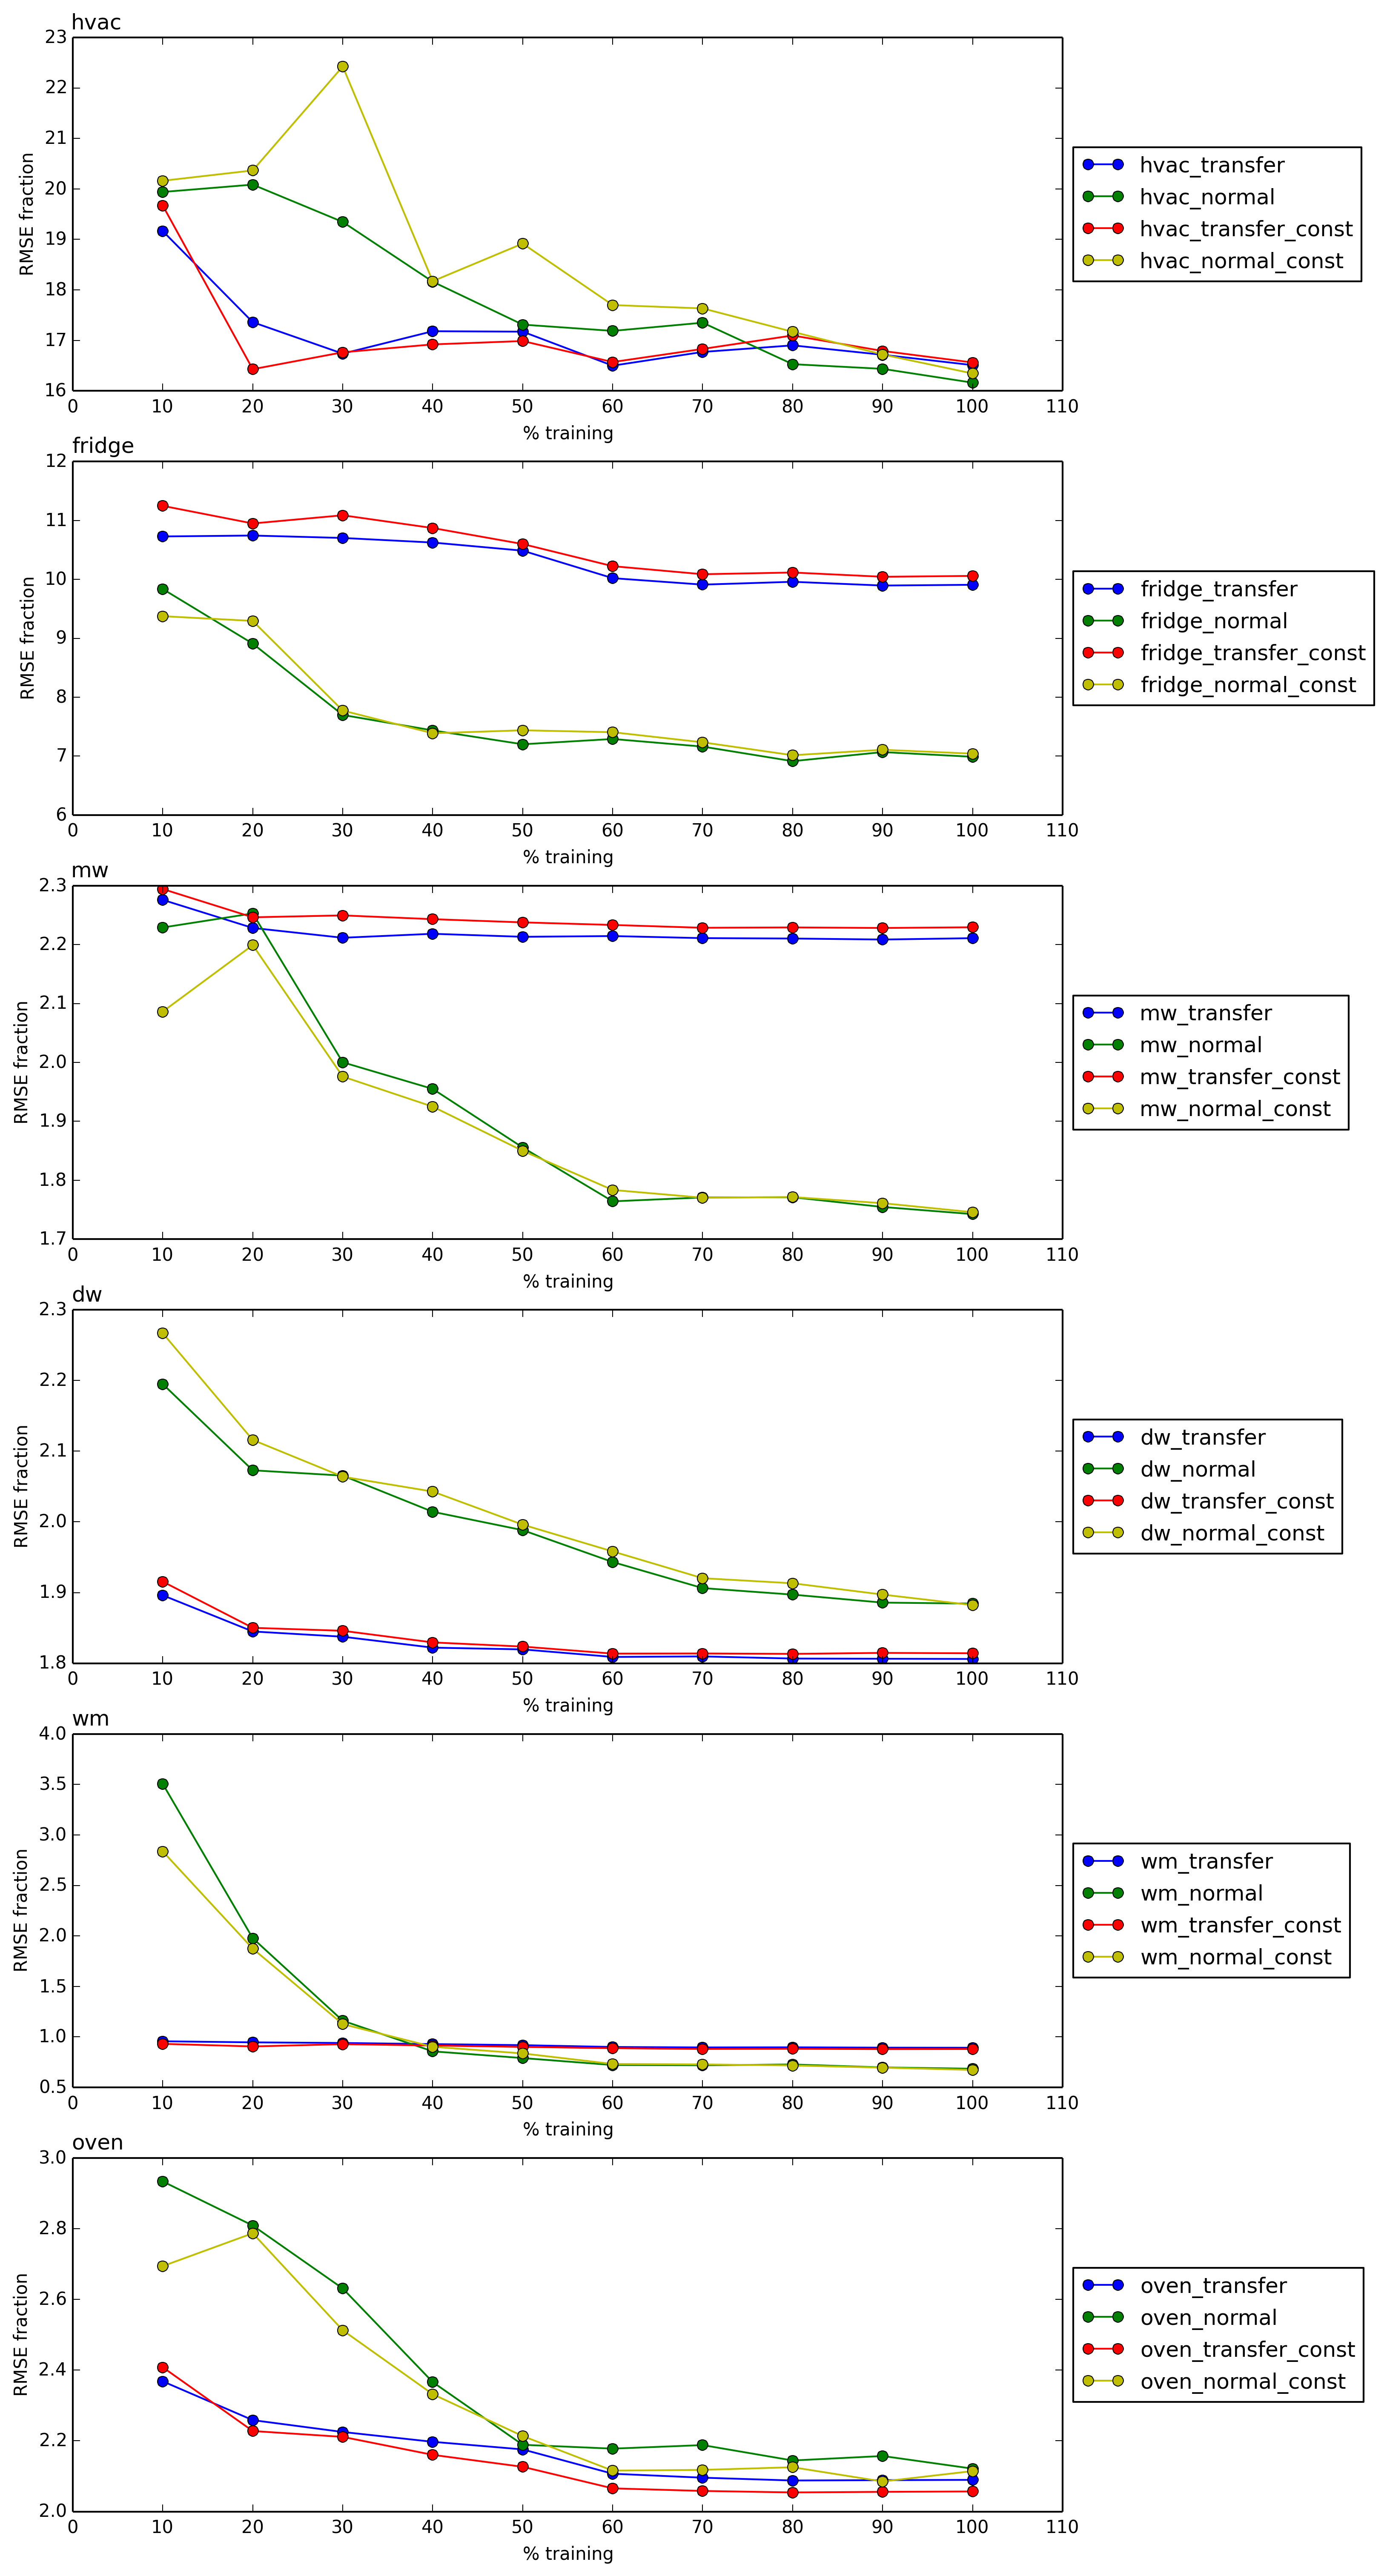 hvac
23
22
21
20
19
18
17
16
RMSE fraction
0 10 20 30 40 50 60 70 80 90 100 110
% training
hvac_transfer
hvac_normal
hvac_transfer_const
hvac_normal_const
fridge
12
11
10
9
8
7
6
RMSE fraction
0 10 20 30 40 50 60 70 80 90 100 110
% training
fridge_transfer
fridge_normal
fridge_transfer_const
fridge_normal_const
mw
2.3
2.2
2.1
2.0
1.9
1.8
1.7
RMSE fraction
0 10 20 30 40 50 60 70 80 90 100 110
% training
mw_transfer
mw_normal
mw_transfer_const
mw_normal_const
dw
2.3
2.2
2.1
2.0
1.9
1.8
RMSE fraction
0 10 20 30 40 50 60 70 80 90 100 110
% training
dw_transfer
dw_normal
dw_transfer_const
dw_normal_const
wm
4.0
3.5
3.0
2.5
2.0
1.5
1.0
0.5
RMSE fraction
0 10 20 30 40 50 60 70 80 90 100 110
% training
wm_transfer
wm_normal
wm_transfer_const
wm_normal_const
oven
3.0
2.8
2.6
2.4
2.2
2.0
RMSE fraction
0 10 20 30 40 50 60 70 80 90 100 110
% training
oven_transfer
oven_normal
oven_transfer_const
oven_normal_const